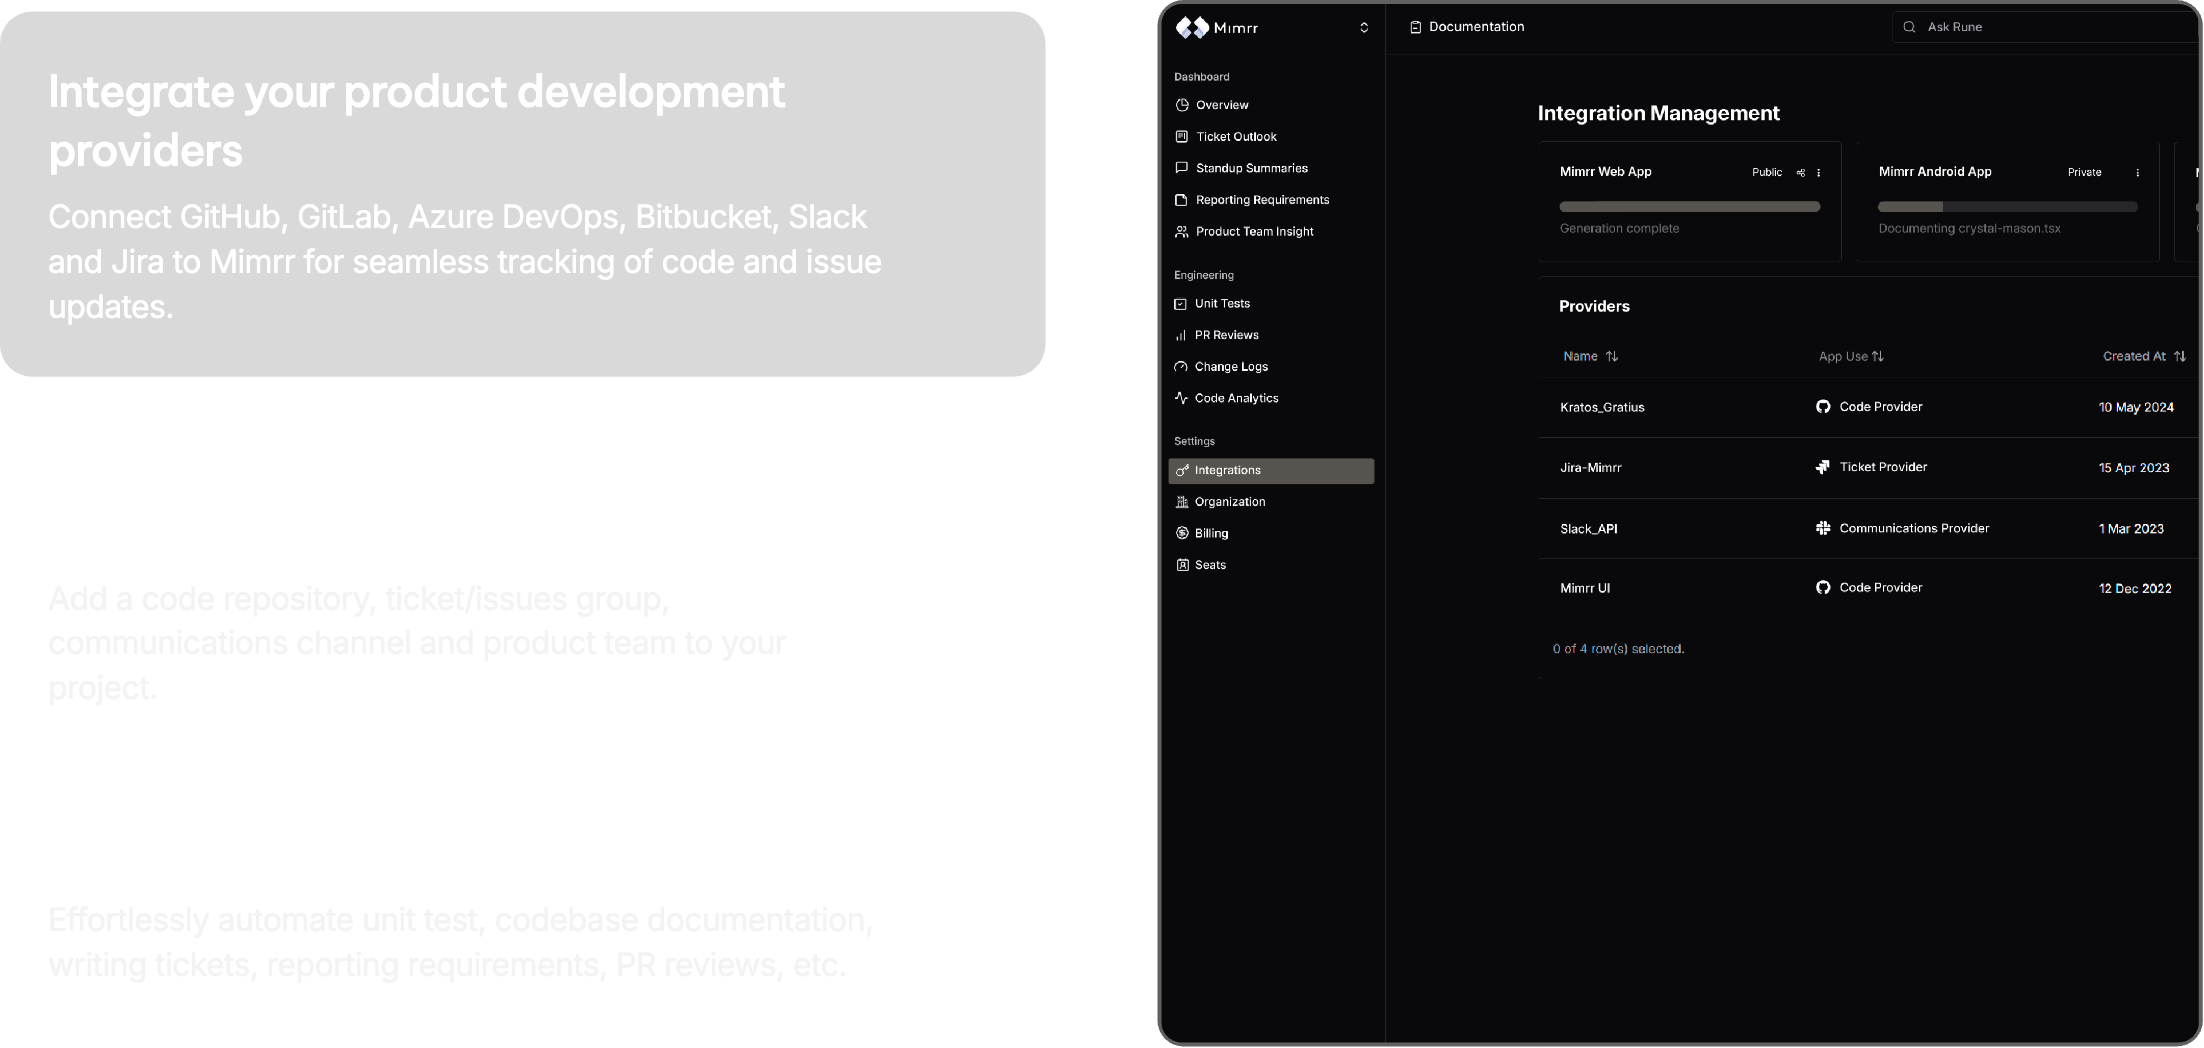 Integrate your product development
providers
Connect GitHub, GitLab, Azure DevOps, Bitbucket, Slack
and Jira to Mimrr for seamless tracking of code and issue
updates.
Add a code repository, ticket/issues group,
communications channel and product team to your
project.
Effortlessly automate unit test, codebase documentation,
writing tickets, reporting requirements, PR reviews, etc.
Mimrr
Dashboard
Overview
Ticket Outlook
Standup Summaries
Reporting Requirements
Product Team Insight
Engineering
Unit Tests
PR Reviews
Change Logs
Code Analytics
Settings
Integrations
Organization
Billing
Seats
Documentation
Ask Rune
Integration Management
Mimrr Web App Public
Generation complete
Mimrr Android App Private
Documenting crystal-mason.tsx
Providers
Name App Use Created At
Kratos_Gratius Code Provider 10 May 2024
Jira-Mimrr Ticket Provider 15 Apr 2023
Slack_API Communications Provider 1 Mar 2023
Mimrr UI Code Provider 12 Dec 2022
0 of 4 row(s) selected.